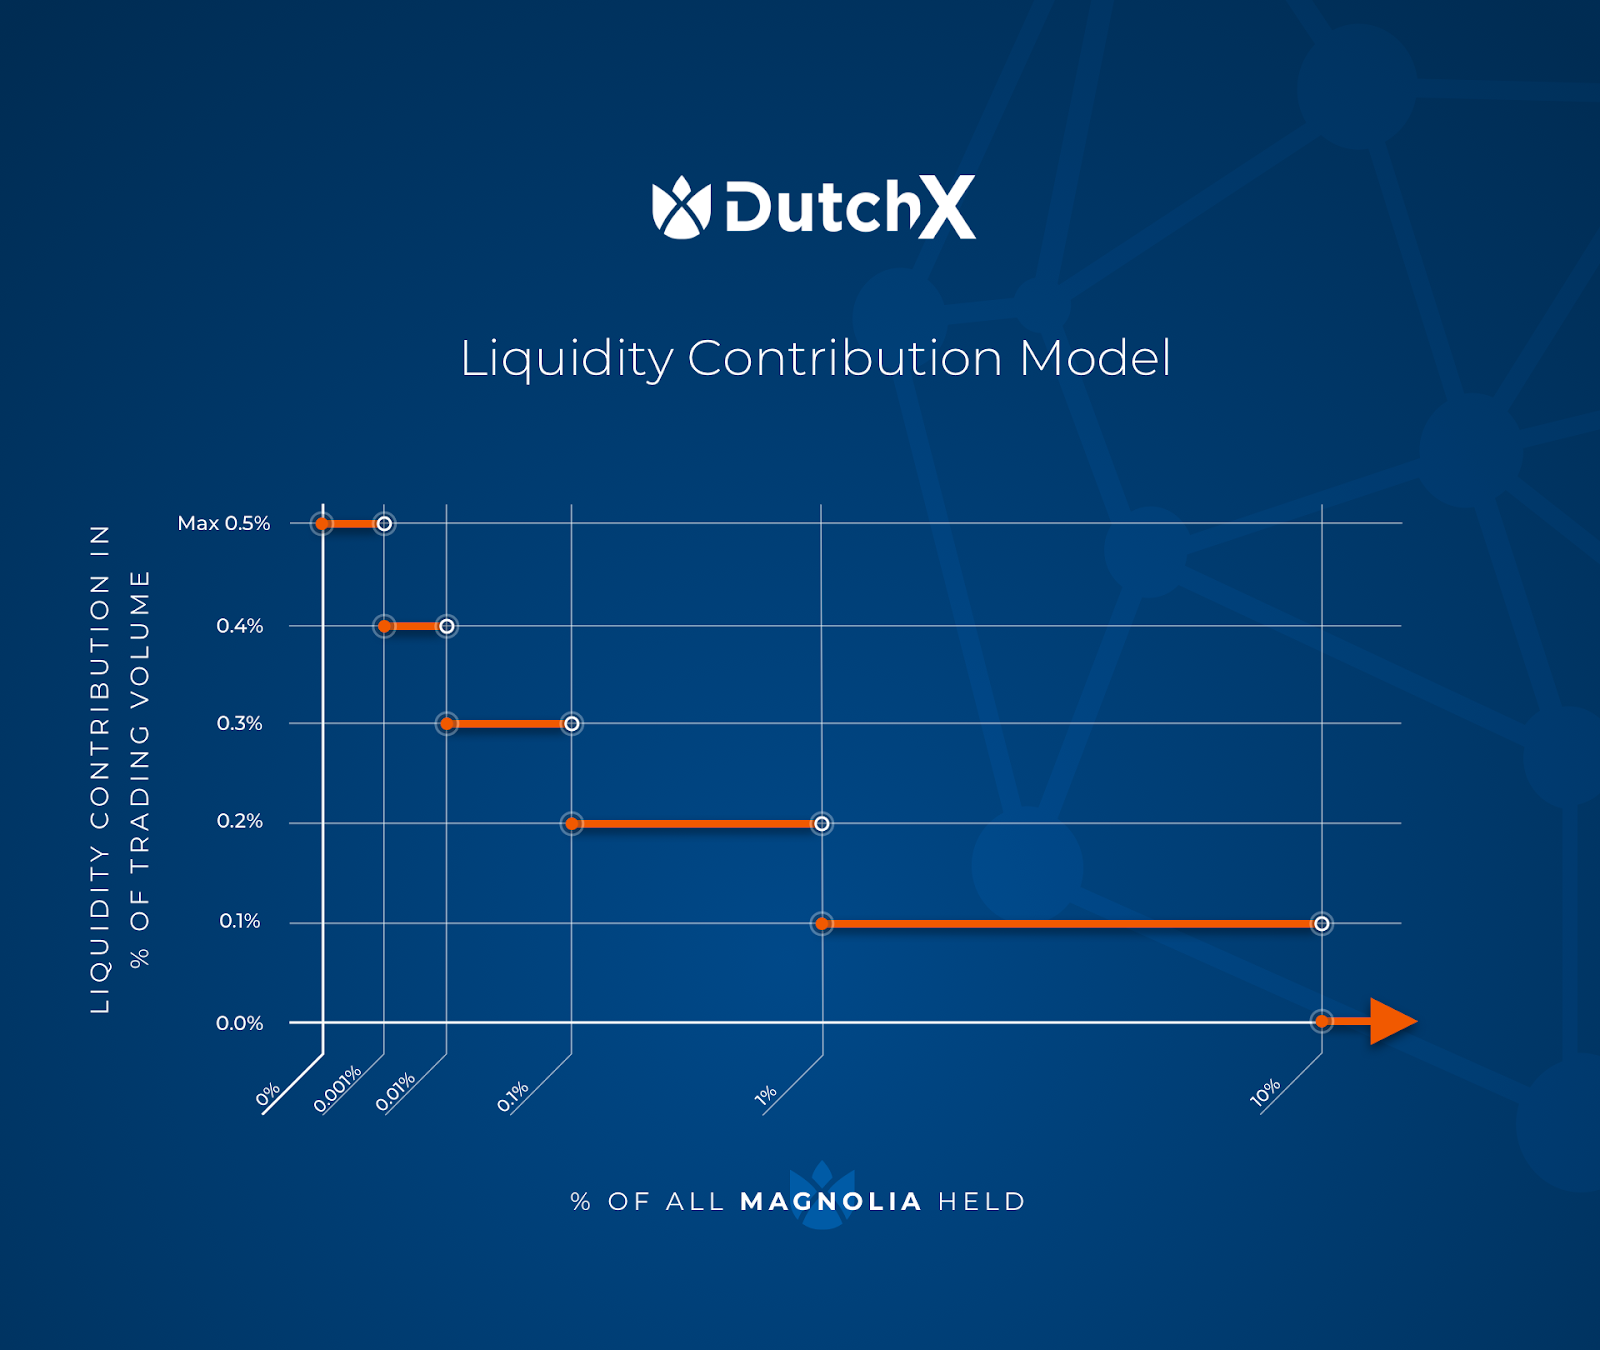 DutchX
Liquidity Contribution Model
LIQUIDITY CONTRIBUTION IN
% OF TRADING VOLUME
Max 0.5%
0.4%
0.3%
0.2%
0.1%
0.0%
0%
0.001%
0.01%
0.1%
1%
10%
% OF ALL MAGNOLIA HELD